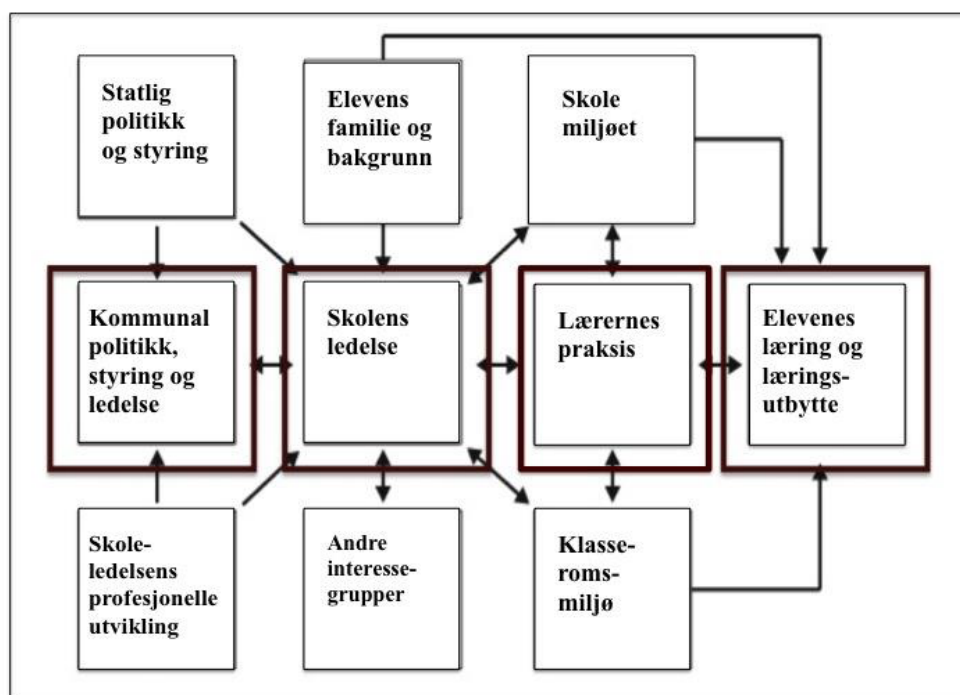 Statlig
politikk
og styring
Elevens
familie og
bakgrunn
Skole
miljøet
Kommunal
politikk,
styring og
ledelse
Skolens
ledelse
Lærernes
praksis
Elevenes
læring og
lærings-
utbytte
Skole-
ledelsens
profesjonelle
utvikling
Andre
interesse-
grupper
Klasse-
roms-
miljø